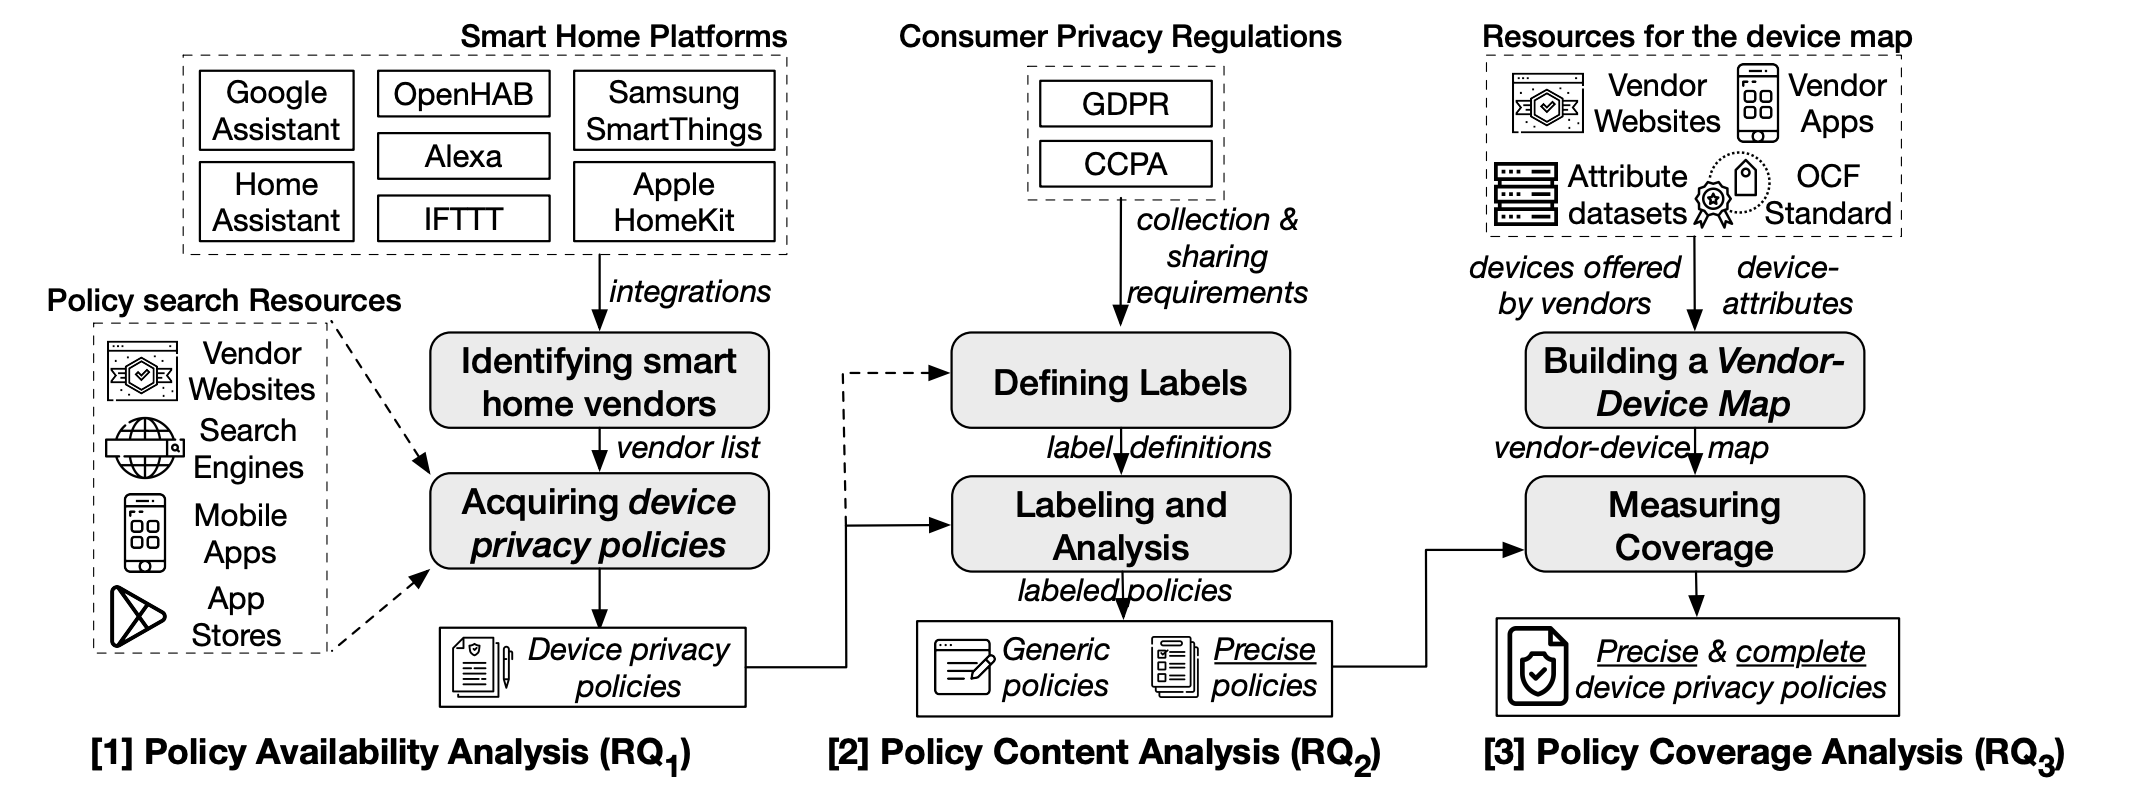 Smart Home Platforms
Google
Assistant
OpenHAB
Samsung
SmartThings
Alexa
Home
Assistant
IFTTT
Apple
HomeKit
integrations
Policy search Resources
Vendor
Websites
Search
Engines
Mobile
Apps
App
Stores
Identifying smart
home vendors
vendor list
Acquiring device
privacy policies
Device privacy
policies
[1] Policy Availability Analysis (RQ1)
Consumer Privacy Regulations
GDPR
CCPA
collection &
sharing
requirements
Defining Labels
label definitions
Labeling and
Analysis
labeled policies
Generic
policies
Precise
policies
[2] Policy Content Analysis (RQ2)
Resources for the device map
Vendor
Websites
Vendor
Apps
Attribute
datasets
OCF
Standard
devices offered
by vendors
device-
attributes
Building a Vendor-
Device Map
vendor-device map
Measuring
Coverage
Precise & complete
device privacy policies
[3] Policy Coverage Analysis (RQ3)